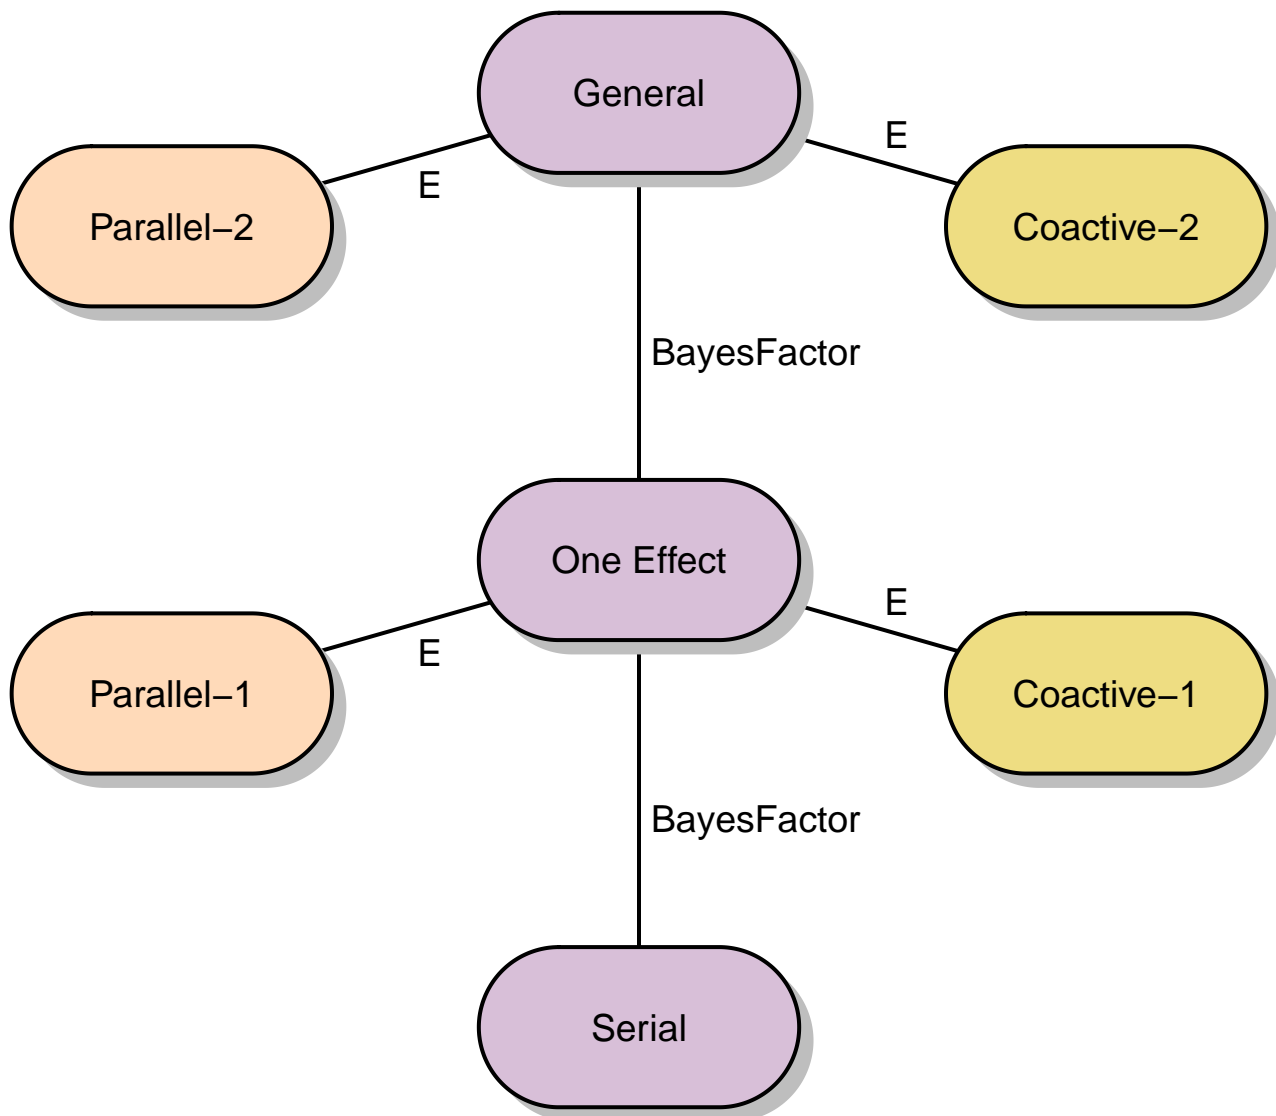 General
E
E
Parallel−2
Coactive−2
BayesFactor
One Effect
E
E
Parallel−1
Coactive−1
BayesFactor
Serial